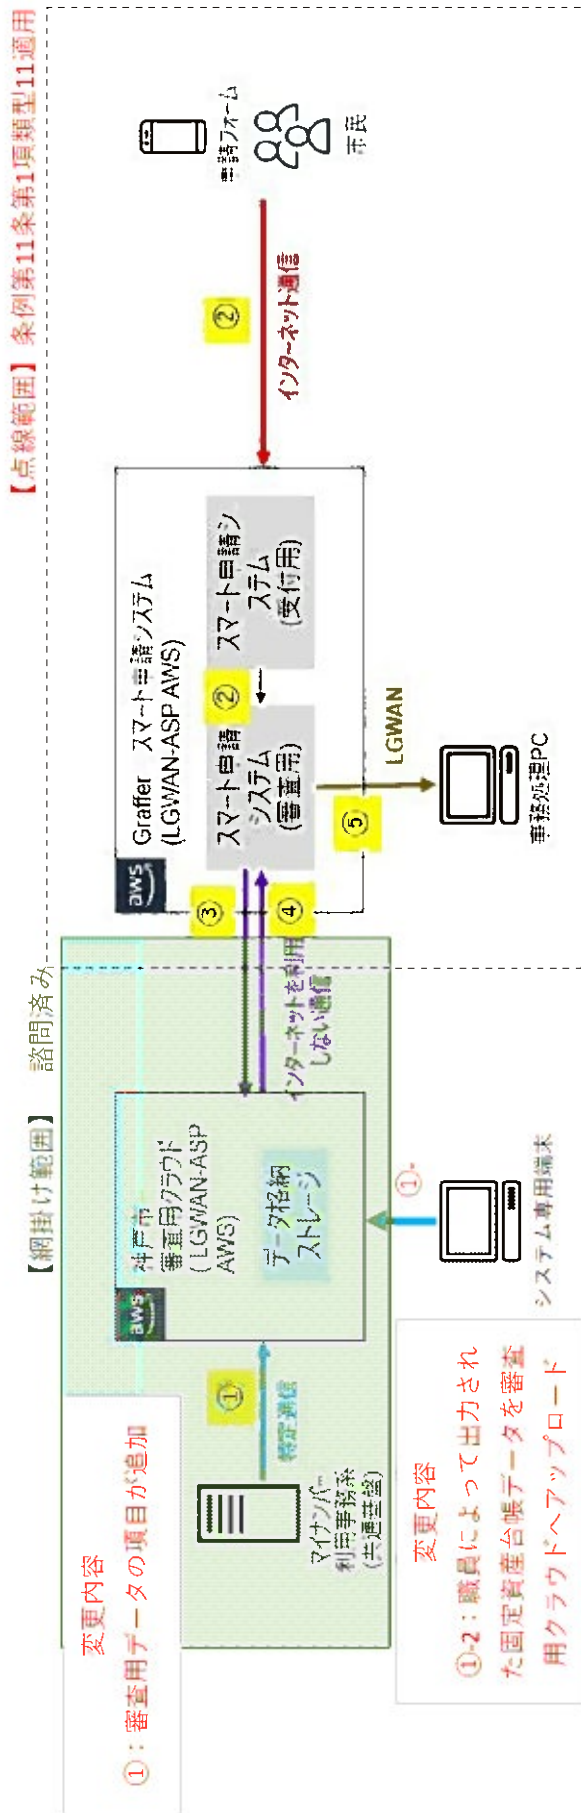 【網掛け範囲】 諮問済み
【点線範囲】 条例第11条第1項類型11適用
変更内容
①：審査用データの項目が追加
aws
神戸市
審査用クラウド
(LGWAN-ASP
AWS)
データ格納
ストレージ
①
特定通信
マイナンバー
利用事務系
(共通基盤)
変更内容
①-2：職員によって出力され
た固定資産台帳データを審査
用クラウドへアップロード
①-
システム専用端末
③
④
インターネットを利用
しない通信
aws
Graffer スマート申請システム
(LGWAN-ASP AWS)
スマート申請
システム
(審査用)
②
スマート申請シ
ステム
(受付用)
⑤
LGWAN
事務処理PC
②
インターネット通信
申請フォーム
市民